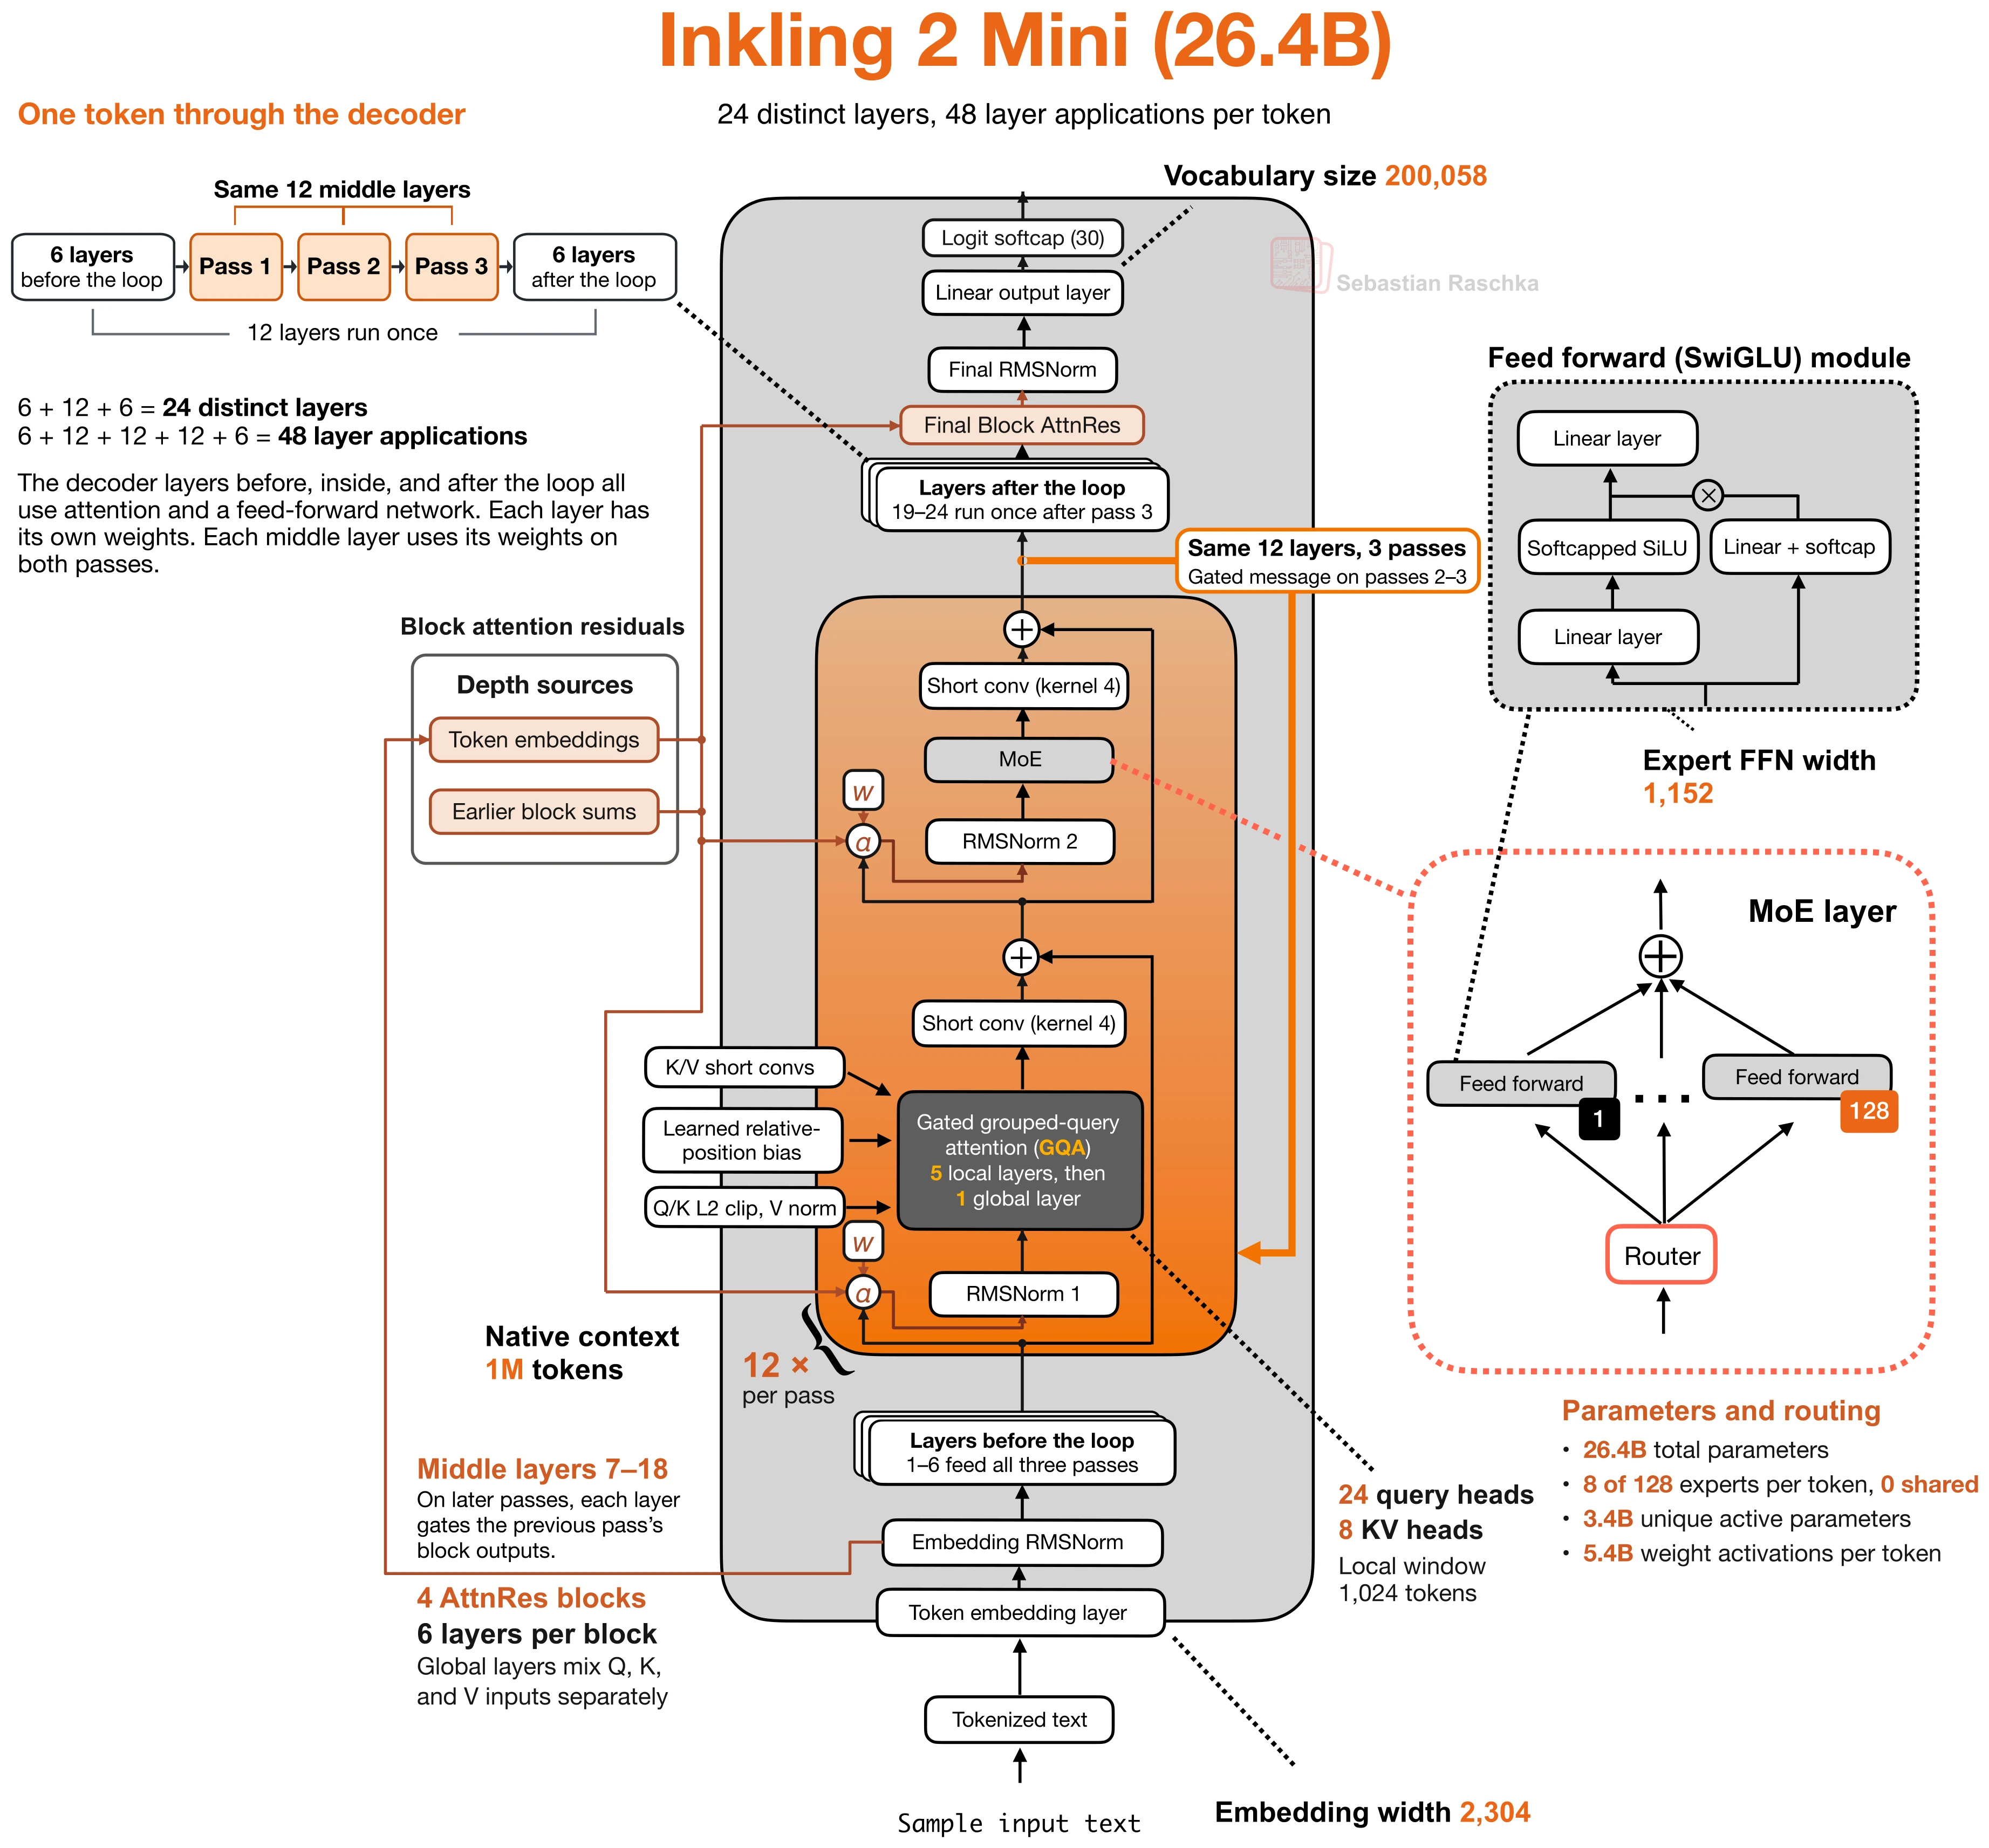 Inkling 2 Mini (26.4B)
24 distinct layers, 48 layer applications per token
One token through the decoder
Same 12 middle layers
6 layers
before the loop
Pass 1
Pass 2
Pass 3
6 layers
after the loop
12 layers run once
6 + 12 + 6 = 24 distinct layers
6 + 12 + 12 + 12 + 6 = 48 layer applications
The decoder layers before, inside, and after the loop all
use attention and a feed-forward network. Each layer has
its own weights. Each middle layer uses its weights on
both passes.
Block attention residuals
Depth sources
Token embeddings
Earlier block sums
Vocabulary size 200,058
Logit softcap (30)
Linear output layer
Final RMSNorm
Final Block AttnRes
Layers after the loop
19–24 run once after pass 3
Same 12 layers, 3 passes
Gated message on passes 2–3
+
Short conv (kernel 4)
MoE
w
a
RMSNorm 2
+
Short conv (kernel 4)
K/V short convs
Learned relative-
position bias
Q/K L2 clip, V norm
Gated grouped-query
attention (GQA)
5 local layers, then
1 global layer
w
a
RMSNorm 1
12 ×
per pass
Layers before the loop
1–6 feed all three passes
Embedding RMSNorm
Token embedding layer
Tokenized text
Sample input text
Native context
1M tokens
Middle layers 7–18
On later passes, each layer
gates the previous pass’s
block outputs.
4 AttnRes blocks
6 layers per block
Global layers mix Q, K,
and V inputs separately
Sebastian Raschka
Feed forward (SwiGLU) module
Linear layer
×
Softcapped SiLU
Linear + softcap
Linear layer
Expert FFN width
1,152
MoE layer
+
Feed forward
1
Feed forward
128
Router
Parameters and routing
• 26.4B total parameters
• 8 of 128 experts per token, 0 shared
• 3.4B unique active parameters
• 5.4B weight activations per token
24 query heads
8 KV heads
Local window
1,024 tokens
Embedding width 2,304